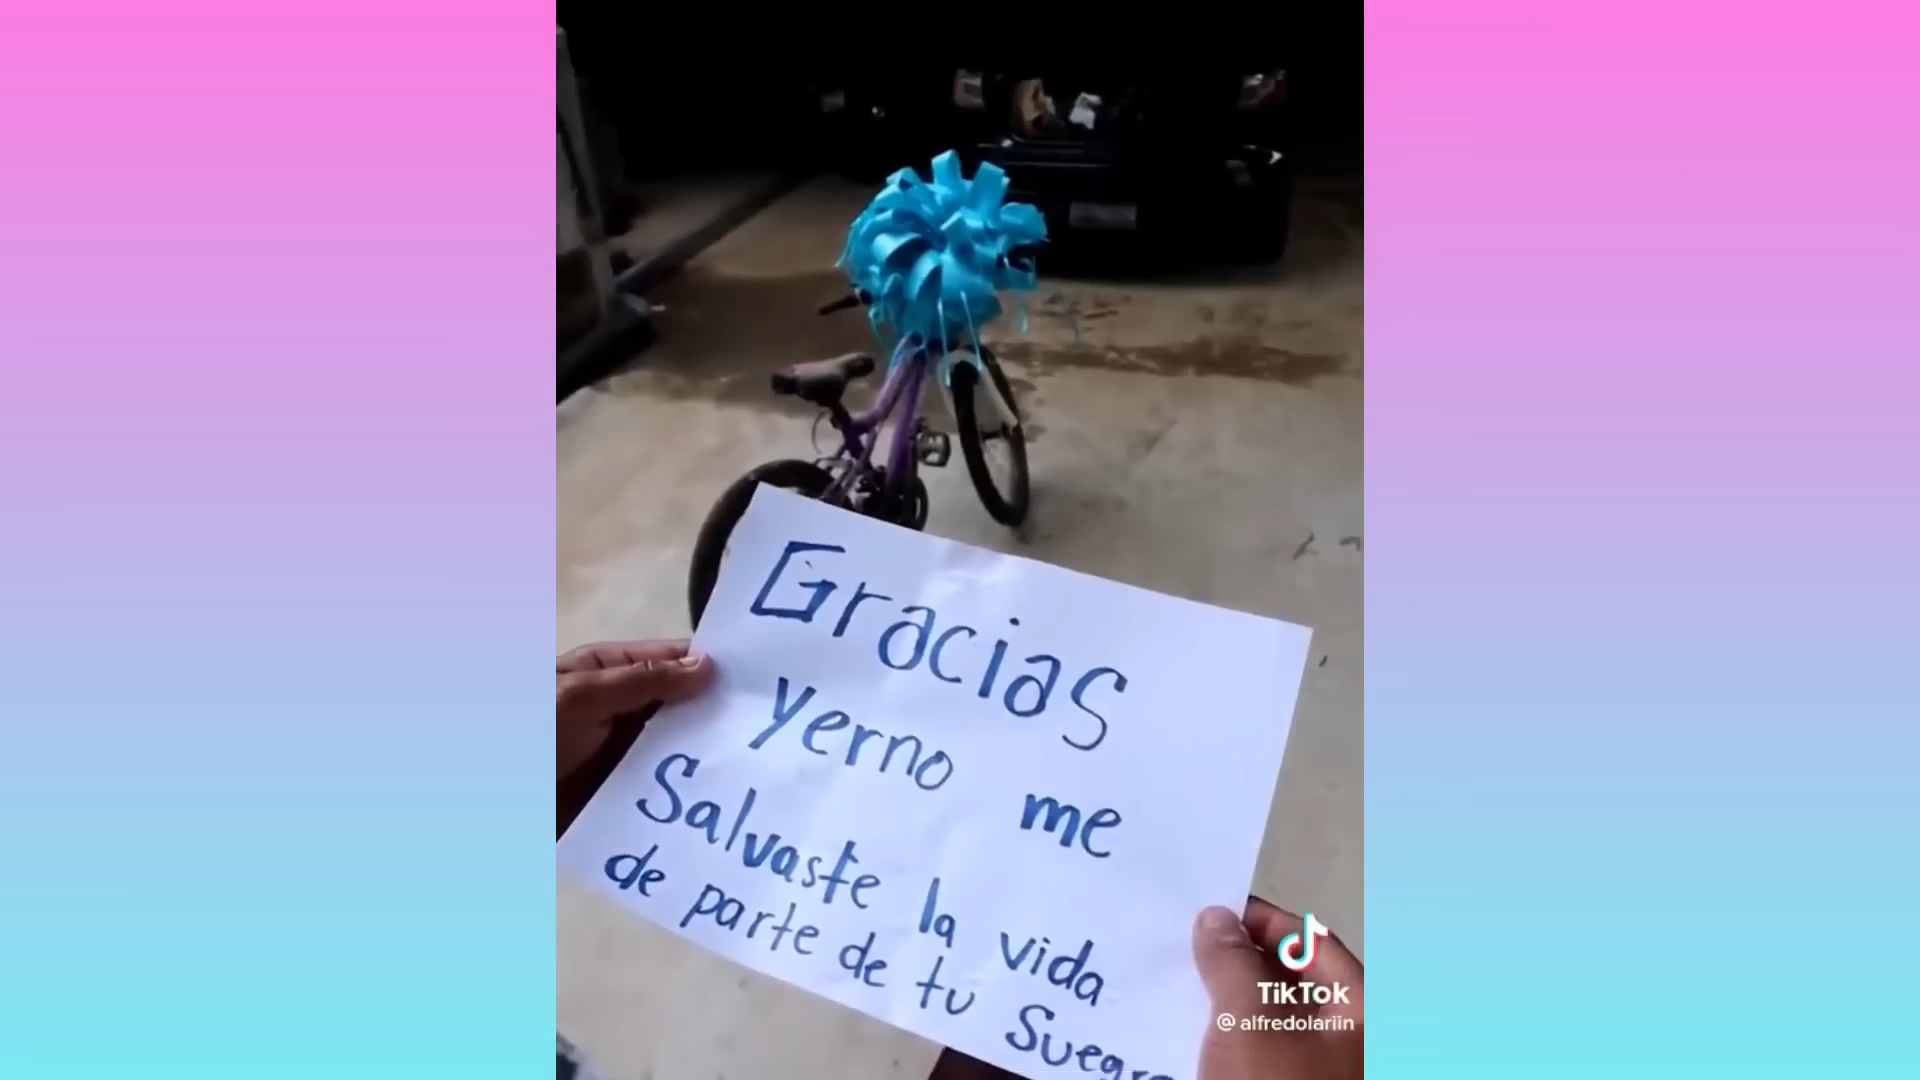 Gracias
yerno me
Salvaste la vida
de parte de tu
TikTok
@alfredolariin